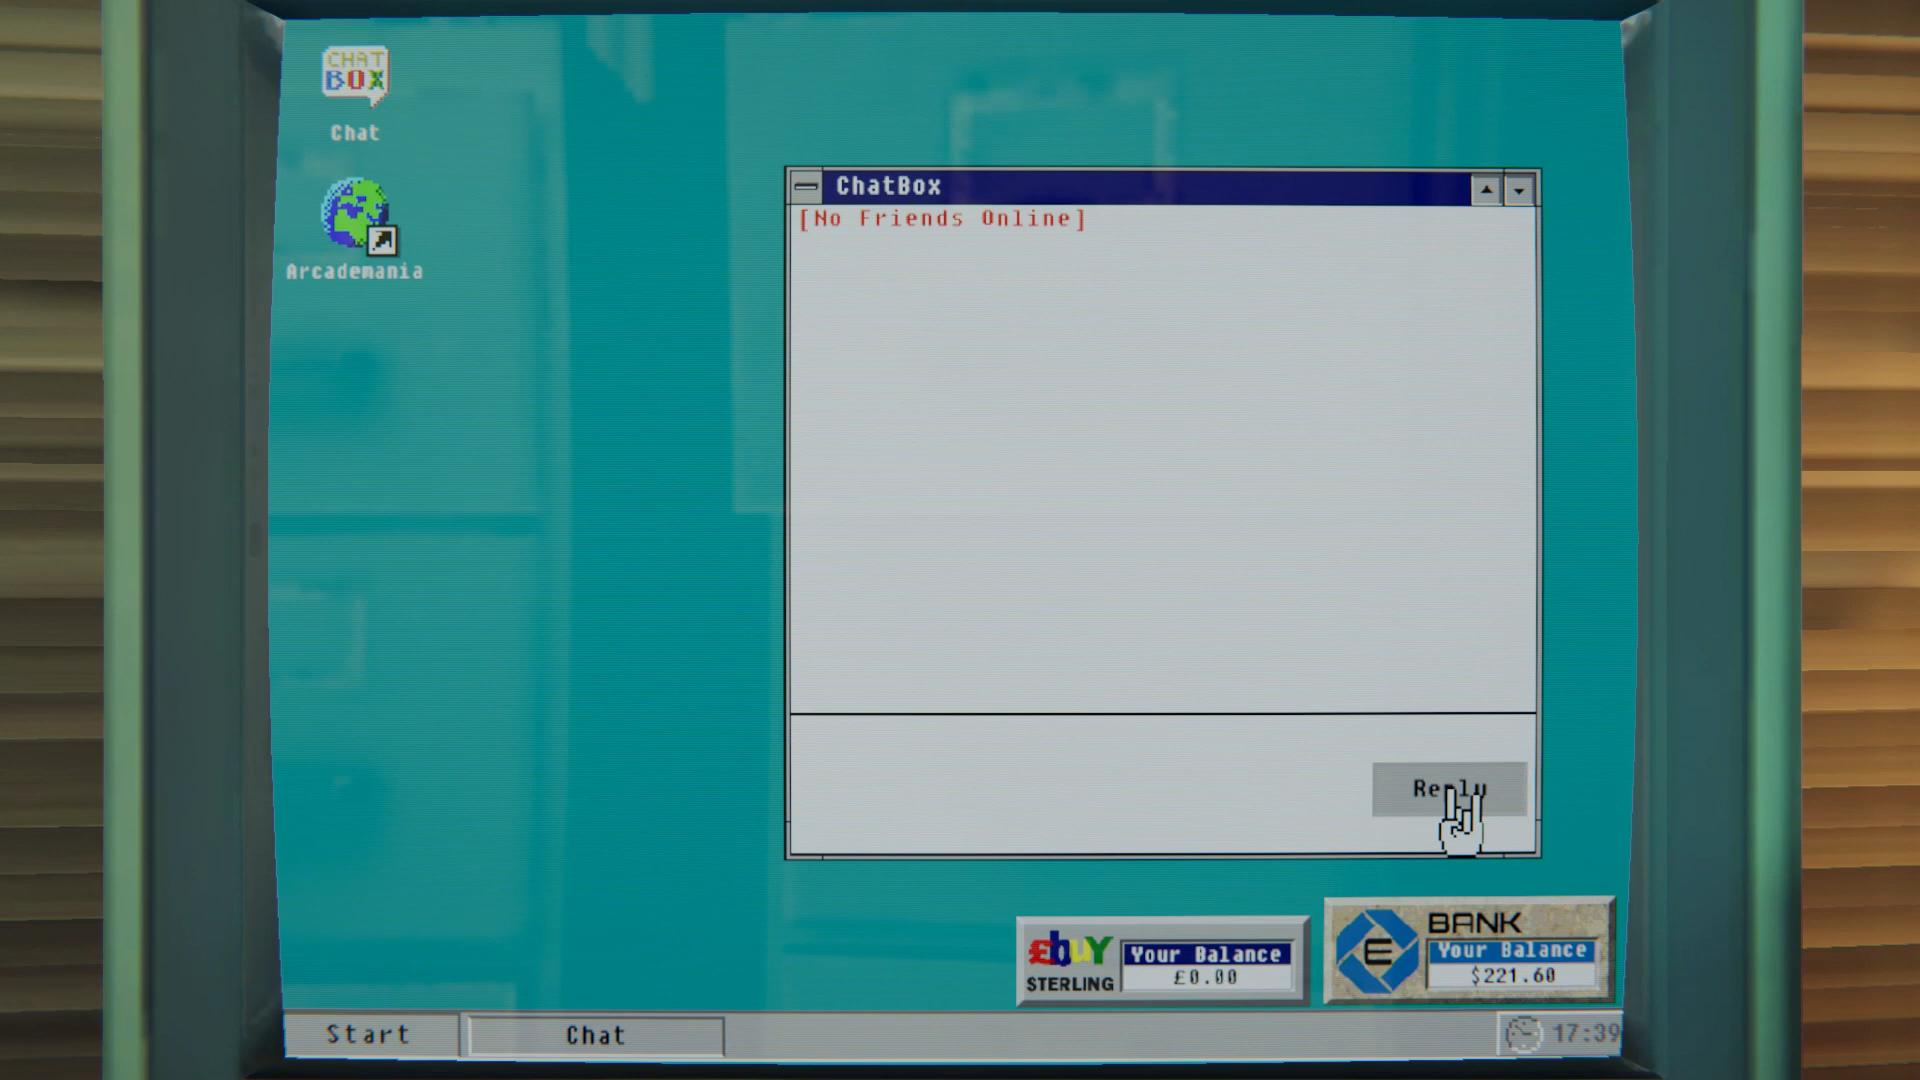 CHAT
BOX
Chat
Arcademania
ChatBox
[No Friends Online]
Reply
£buy
STERLING
Your Balance
£0.00
E
BANK
Your Balance
$221.60
Start
Chat
17:39